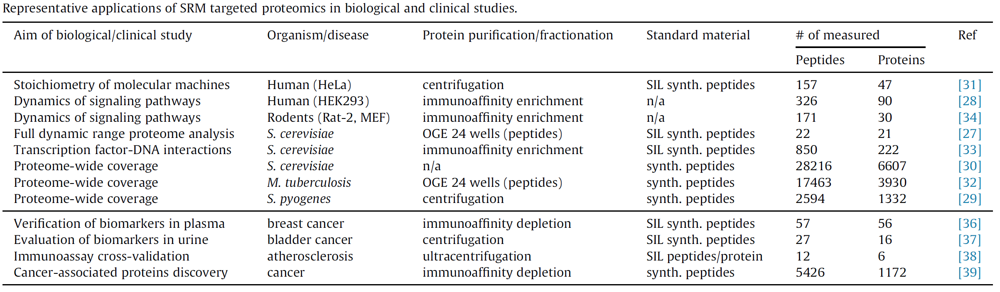 Representative applications of SRM targeted proteomics in biological and clinical studies.
Aim of biological/clinical study Organism/disease Protein purification/fractionation Standard material # of measured Ref
Peptides Proteins
Stoichiometry of molecular machines Human (HeLa) centrifugation SIL synth. peptides 157 47 [31]
Dynamics of signaling pathways Human (HEK293) immunoaffinity enrichment n/a 326 90 [28]
Dynamics of signaling pathways Rodents (Rat-2, MEF) immunoaffinity enrichment n/a 171 30 [34]
Full dynamic range proteome analysis S. cerevisiae OGE 24 wells (peptides) SIL synth. peptides 22 21 [27]
Transcription factor-DNA interactions S. cerevisiae immunoaffinity enrichment SIL synth. peptides 850 222 [33]
Proteome-wide coverage S. cerevisiae n/a synth. peptides 28216 6607 [30]
Proteome-wide coverage M. tuberculosis OGE 24 wells (peptides) synth. peptides 17463 3930 [32]
Proteome-wide coverage S. pyogenes centrifugation synth. peptides 2594 1332 [29]
Verification of biomarkers in plasma breast cancer immunoaffinity depletion SIL synth. peptides 57 56 [36]
Evaluation of biomarkers in urine bladder cancer centrifugation SIL synth. peptides 27 16 [37]
Immunoassay cross-validation atherosclerosis ultracentrifugation SIL peptides/protein 12 6 [38]
Cancer-associated proteins discovery cancer immunoaffinity depletion synth. peptides 5426 1172 [39]